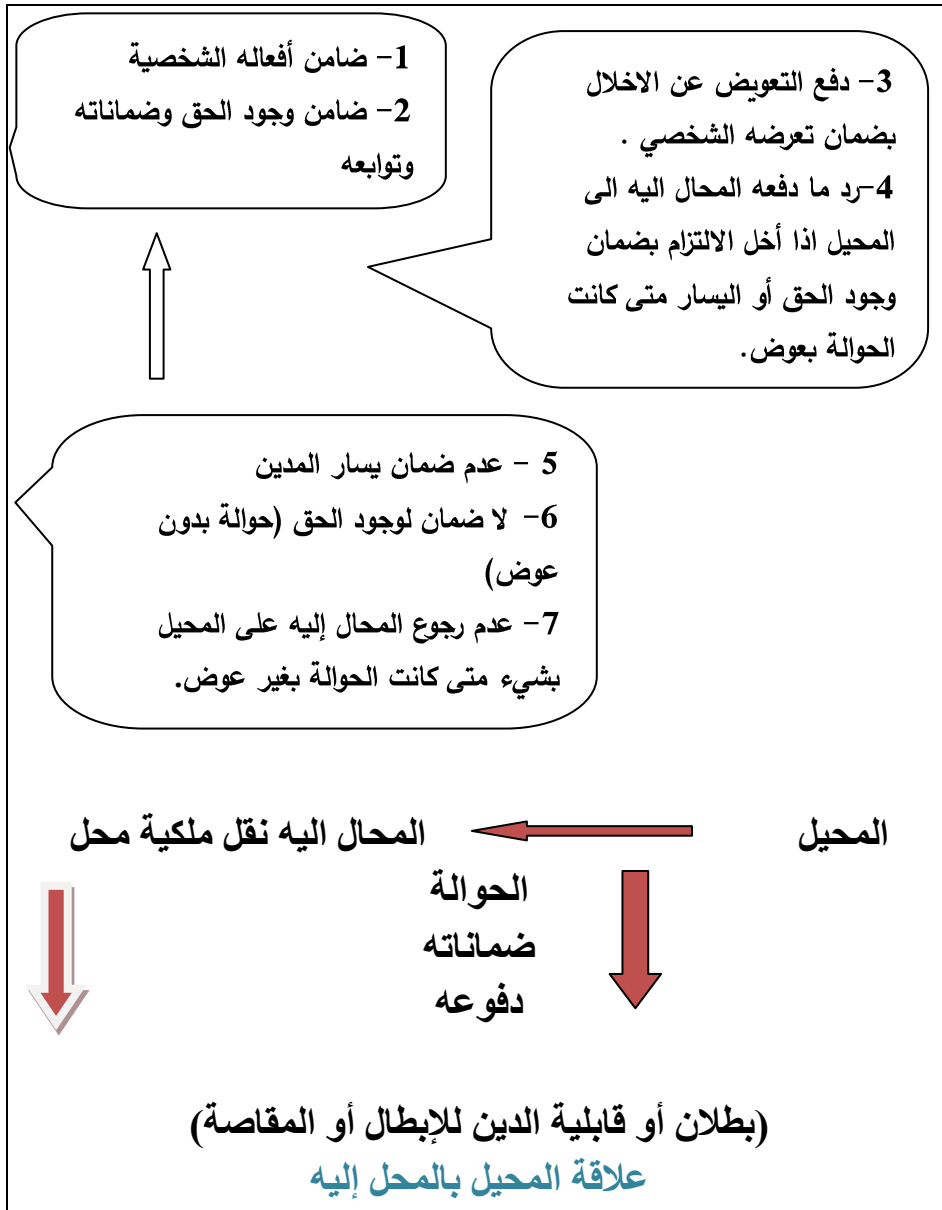 1- ضامن أفعاله الشخصية
2- ضامن وجود الحق وضماناته
وتوابعه
3- دفع التعويض عن الاخلال
بضمان تعرضه الشخصي .
4-رد ما دفعه المحال اليه الى
المحيل اذا أخل الالتزام بضمان
وجود الحق أو اليسار متى كانت
الحوالة بعوض.
5 - عدم ضمان يسار المدين
6- لا ضمان لوجود الحق (حوالة بدون
عوض)
7- عدم رجوع المحال إليه على المحيل
بشيء متى كانت الحوالة بغير عوض.
المحيل المحال اليه نقل ملكية محل
الحوالة
ضماناته
دفوعه
(بطلان أو قابلية الدين للإبطال أو المقاصة)
علاقة المحيل بالمحل إليه